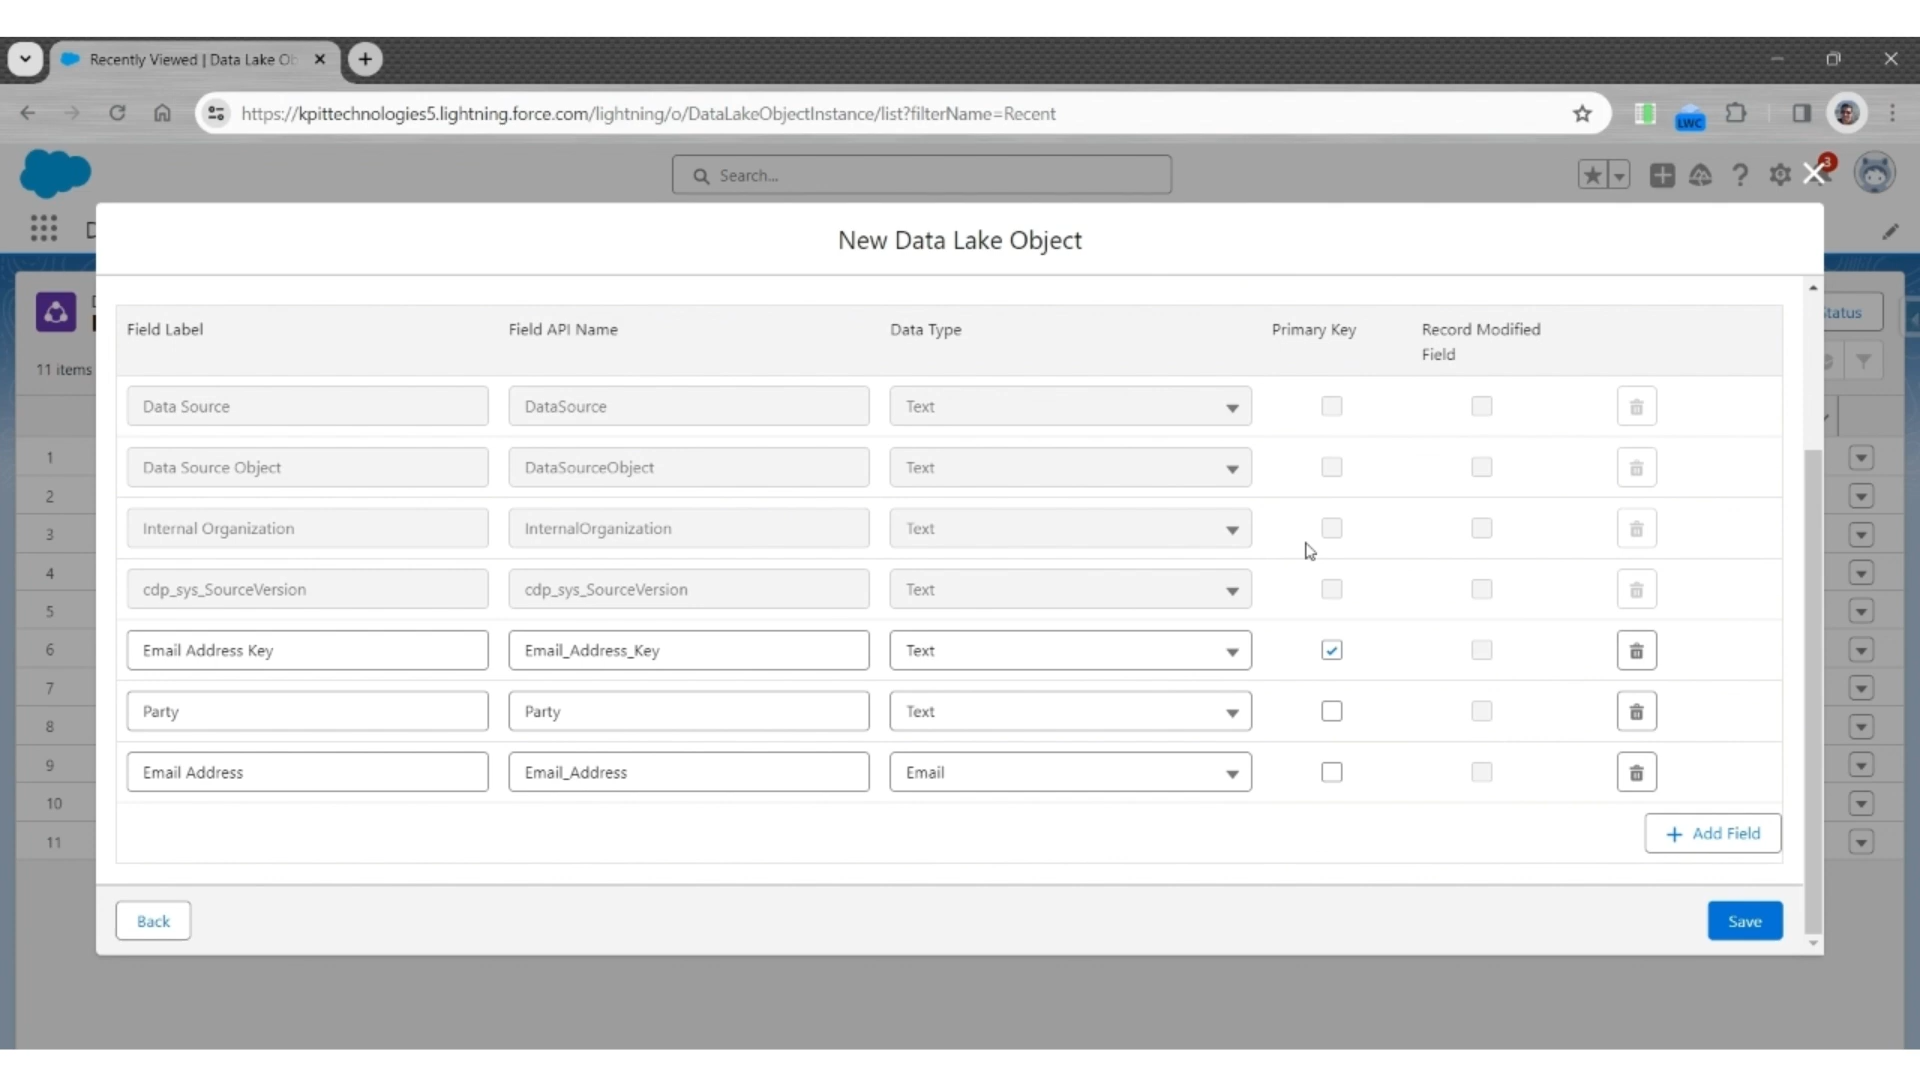 Recently Viewed | Data Lake Ob
https://kpittechnologies5.lightning.force.com/lightning/o/DataLakeObjectInstance/list?filterName=Recent
LWC
Search...
3
New Data Lake Object
Status
11 items
Field Label Field API Name Data Type Primary Key Record Modified Field
Data Source DataSource Text
Data Source Object DataSourceObject Text
Internal Organization InternalOrganization Text
cdp_sys_SourceVersion cdp_sys_SourceVersion Text
Email Address Key Email_Address_Key Text
Party Party Text
Email Address Email_Address Email
1
2
3
4
5
6
7
8
9
10
11
+ Add Field
Back
Save